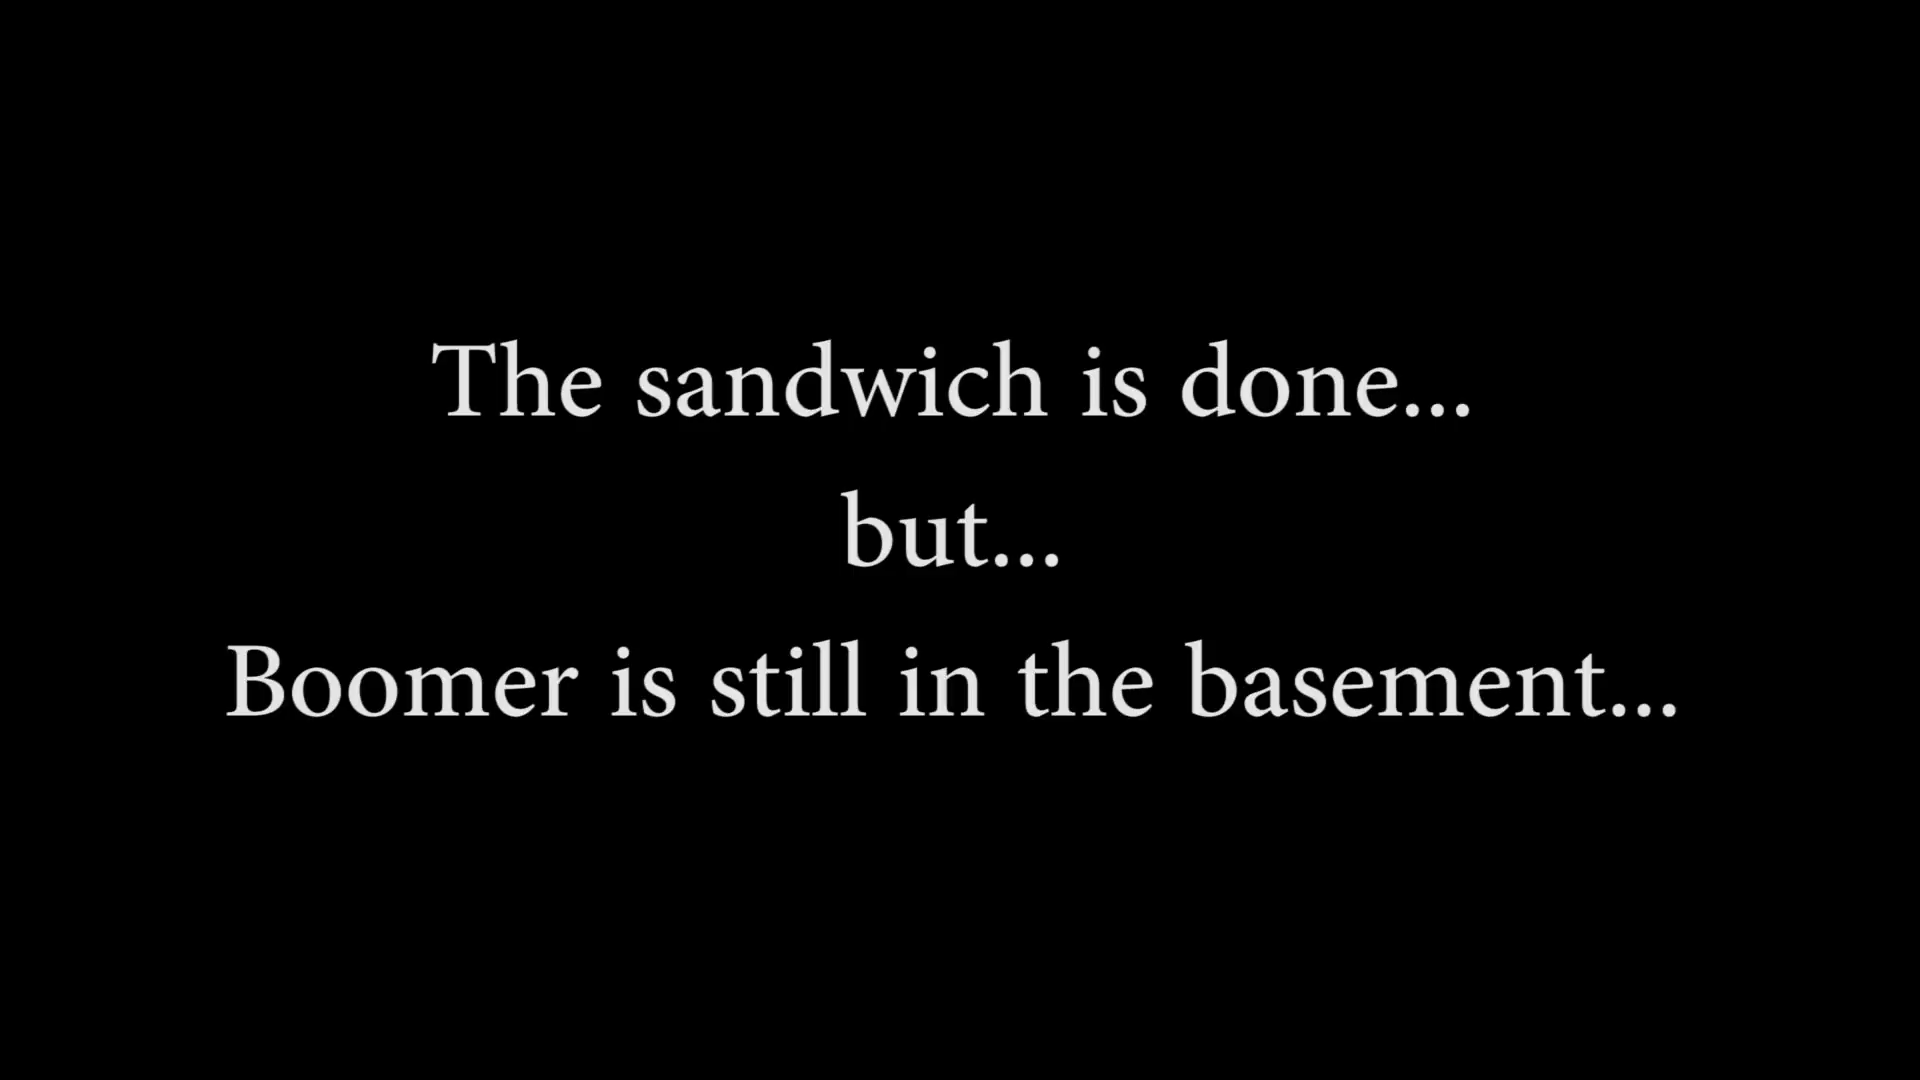 The sandwich is done...
but...
Boomer is still in the basement...